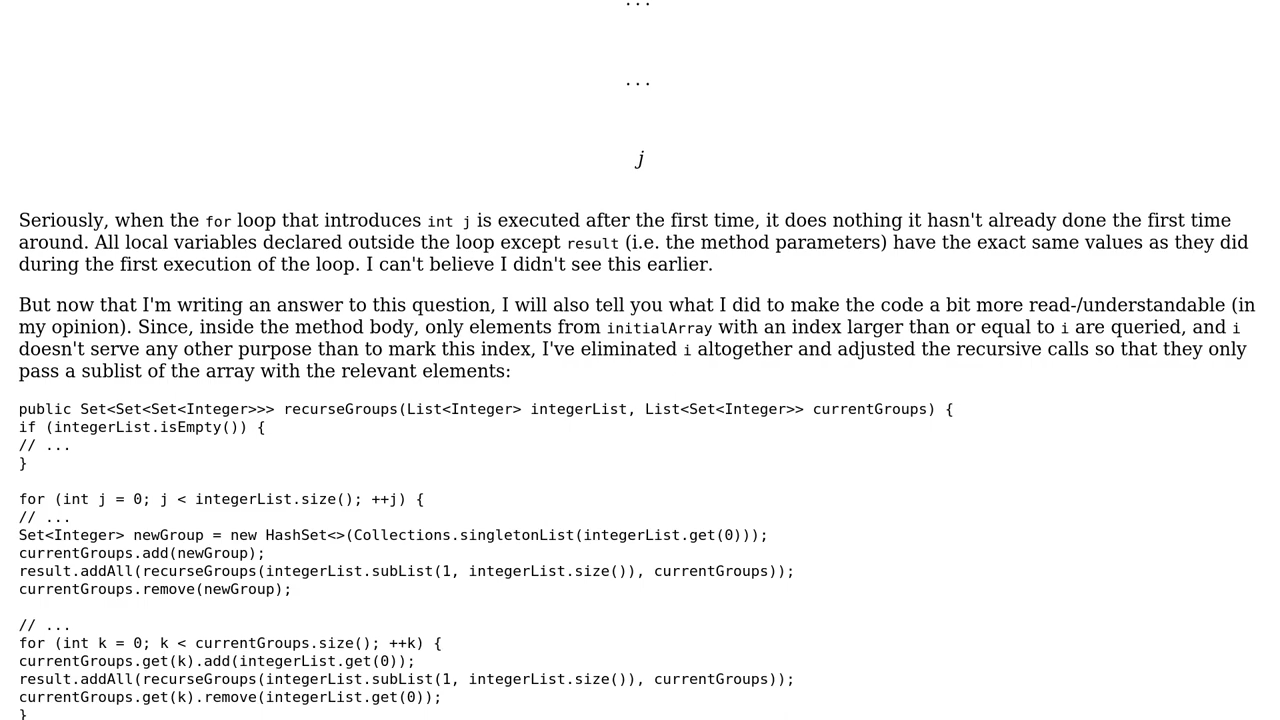 ...
...
j
Seriously, when the for loop that introduces int j is executed after the first time, it does nothing it hasn't already done the first time
around. All local variables declared outside the loop except result (i.e. the method parameters) have the exact same values as they did
during the first execution of the loop. I can't believe I didn't see this earlier.
But now that I'm writing an answer to this question, I will also tell you what I did to make the code a bit more read-/understandable (in
my opinion). Since, inside the method body, only elements from initialArray with an index larger than or equal to i are queried, and i
doesn't serve any other purpose than to mark this index, I've eliminated i altogether and adjusted the recursive calls so that they only
pass a sublist of the array with the relevant elements:
public Set<Set<Set<Integer>>> recurseGroups(List<Integer> integerList, List<Set<Integer>> currentGroups) {
if (integerList.isEmpty()) {
// ...
}
for (int j = 0; j < integerList.size(); ++j) {
// ...
Set<Integer> newGroup = new HashSet<>(Collections.singletonList(integerList.get(0)));
currentGroups.add(newGroup);
result.addAll(recurseGroups(integerList.subList(1, integerList.size()), currentGroups));
currentGroups.remove(newGroup);
// ...
for (int k = 0; k < currentGroups.size(); ++k) {
currentGroups.get(k).add(integerList.get(0));
result.addAll(recurseGroups(integerList.subList(1, integerList.size()), currentGroups));
currentGroups.get(k).remove(integerList.get(0));
}